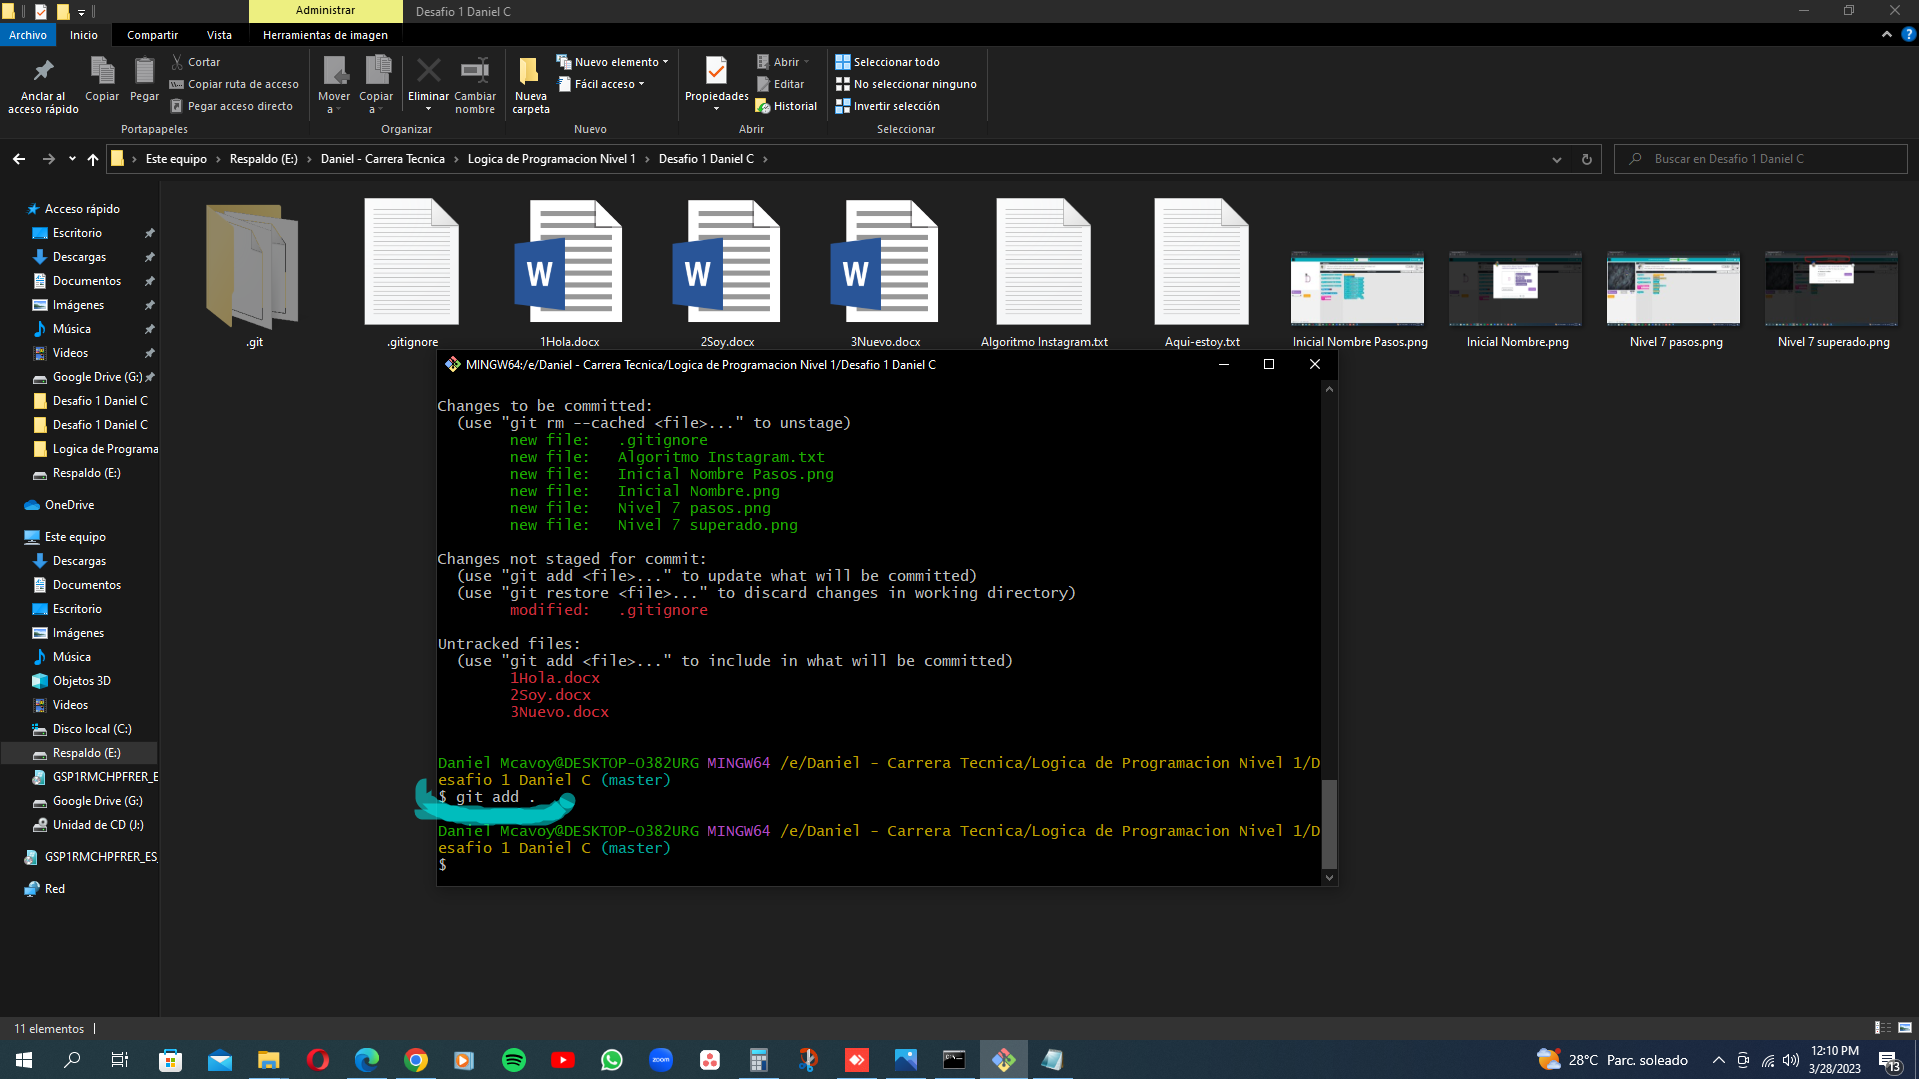 Administrar
Desafio 1 Daniel C
Archivo
Inicio
Compartir
Vista
Herramientas de imagen
Anclar al
acceso rápido
Copiar
Pegar
Cortar
Copiar ruta de acceso
Pegar acceso directo
Portapapeles
Mover
a
Copiar
a
Eliminar
Cambiar
nombre
Organizar
Nueva
carpeta
Nuevo elemento
Fácil acceso
Nuevo
Propiedades
Abrir
Editar
Historial
Abrir
Seleccionar todo
No seleccionar ninguno
Invertir selección
Seleccionar
Este equipo
Respaldo (E:)
Daniel - Carrera Tecnica
Logica de Programacion Nivel 1
Desafio 1 Daniel C
Buscar en Desafio 1 Daniel C
Acceso rápido
Escritorio
Descargas
Documentos
Imágenes
Música
Videos
Google Drive (G:)
Desafio 1 Daniel C
Desafio 1 Daniel C
Logica de Programa
Respaldo (E:)
OneDrive
Este equipo
Descargas
Documentos
Escritorio
Imágenes
Música
Objetos 3D
Videos
Disco local (C:)
Respaldo (E:)
GSP1RMCHPFRER_E
Google Drive (G:)
Unidad de CD (J:)
GSP1RMCHPFRER_ES_
Red
.git
.gitignore
1Hola.docx
2Soy.docx
3Nuevo.docx
Algoritmo Instagram.txt
Aqui-estoy.txt
Inicial Nombre Pasos.png
Inicial Nombre.png
Nivel 7 pasos.png
Nivel 7 superado.png
MINGW64:/e/Daniel - Carrera Tecnica/Logica de Programacion Nivel 1/Desafio 1 Daniel C
Changes to be committed:
(use "git rm --cached <file>..." to unstage)
new file:   .gitignore
new file:   Algoritmo Instagram.txt
new file:   Inicial Nombre Pasos.png
new file:   Inicial Nombre.png
new file:   Nivel 7 pasos.png
new file:   Nivel 7 superado.png
Changes not staged for commit:
(use "git add <file>..." to update what will be committed)
(use "git restore <file>..." to discard changes in working directory)
modified:   .gitignore
Untracked files:
(use "git add <file>..." to include in what will be committed)
1Hola.docx
2Soy.docx
3Nuevo.docx
Daniel Mcavoy@DESKTOP-O382URG MINGW64 /e/Daniel - Carrera Tecnica/Logica de Programacion Nivel 1/D
esafio 1 Daniel C (master)
$ git add .
Daniel Mcavoy@DESKTOP-O382URG MINGW64 /e/Daniel - Carrera Tecnica/Logica de Programacion Nivel 1/D
esafio 1 Daniel C (master)
$
11 elementos
zoom
28°C Parc. soleado
12:10 PM
3/28/2023
13